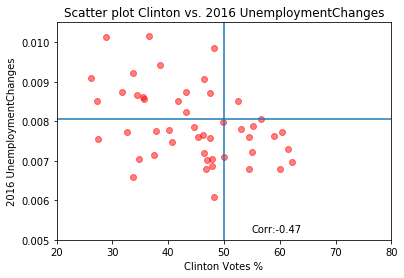 Scatter plot Clinton vs. 2016 UnemploymentChanges
2016 UnemploymentChanges
0.010
0.009
0.008
0.007
0.006
0.005
Corr:-0.47
20 30 40 50 60 70 80
Clinton Votes %